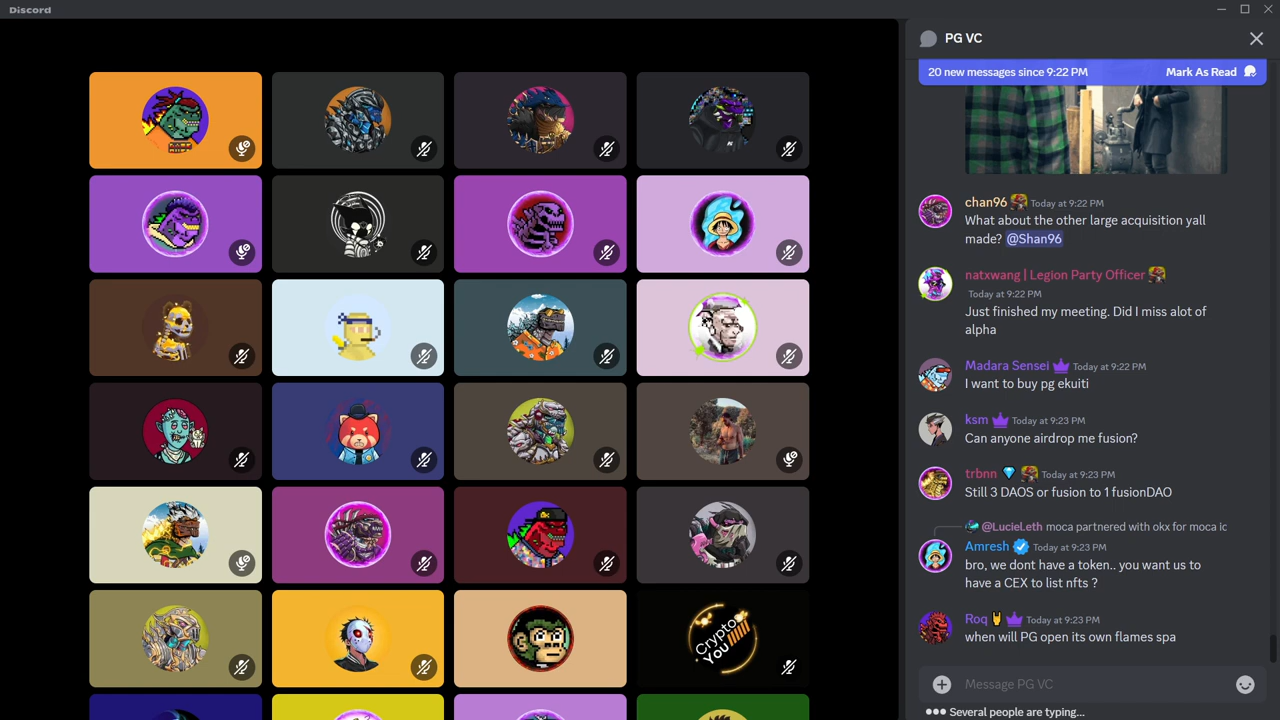 Discord
PG VC
20 new messages since 9:22 PM
Mark As Read
chan96 Today at 9:22 PM
What about the other large acquisition yall
made? @Shan96
natxwang | Legion Party Officer
Today at 9:22 PM
Just finished my meeting. Did I miss alot of
alpha
Madara Sensei Today at 9:22 PM
I want to buy pg ekuiti
ksm Today at 9:23 PM
Can anyone airdrop me fusion?
trbnn Today at 9:23 PM
Still 3 DAOS or fusion to 1 fusionDAO
@LucielLeth moca partnered with okx for moca ic
Amresh Today at 9:23 PM
bro, we dont have a token.. you want us to
have a CEX to list nfts ?
Roq Today at 9:23 PM
when will PG open its own flames spa
Message PG VC
Several people are typing...
Crypto
YOU